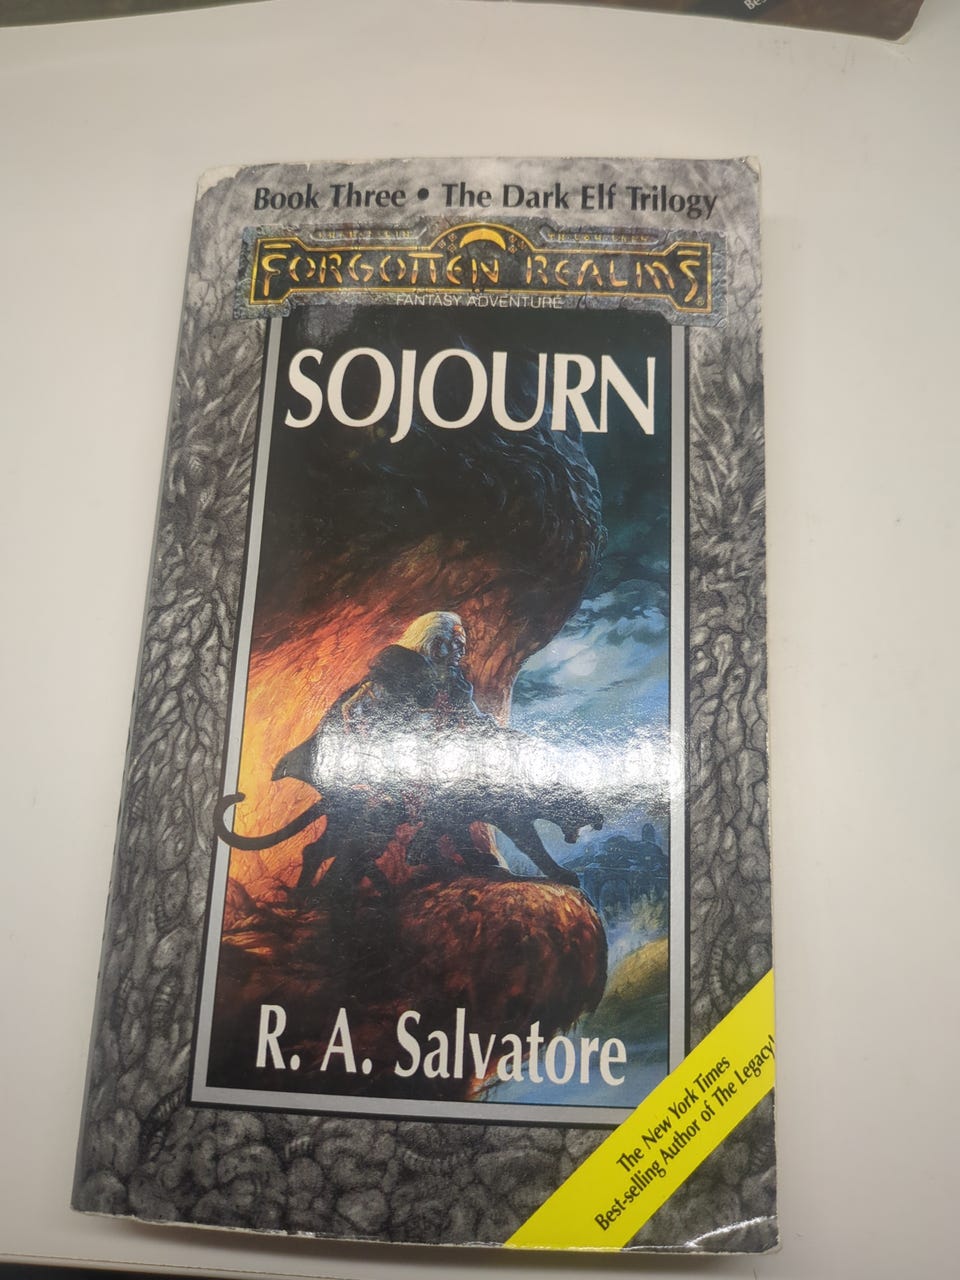 Book Three • The Dark Elf Trilogy
FORGOTTEN REALMS
FANTASY ADVENTURE
SOJOURN
R. A. Salvatore
The New York Times
Best-selling Author of The Legacy!